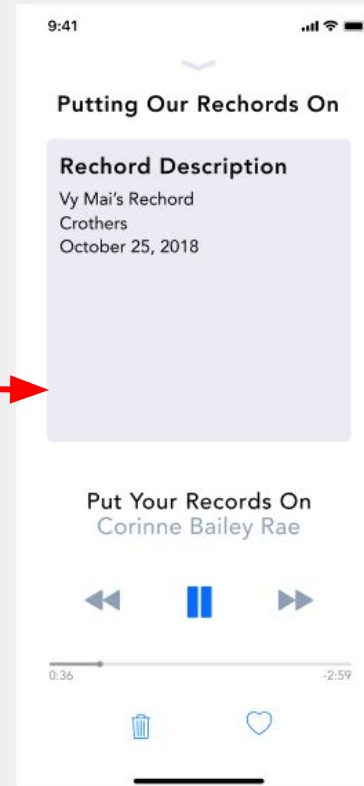 9:41
Putting Our Rechords On
Rechord Description
Vy Mai's Rechord
Crothers
October 25, 2018
Put Your Records On
Corinne Bailey Rae
0:36
-2:59